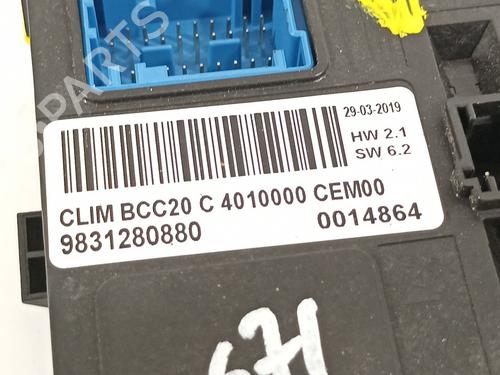 29-03-2019
HW 2.1
SW 6.2
CLIM BCC20 C 4010000 CEM00
9831280880 0014864